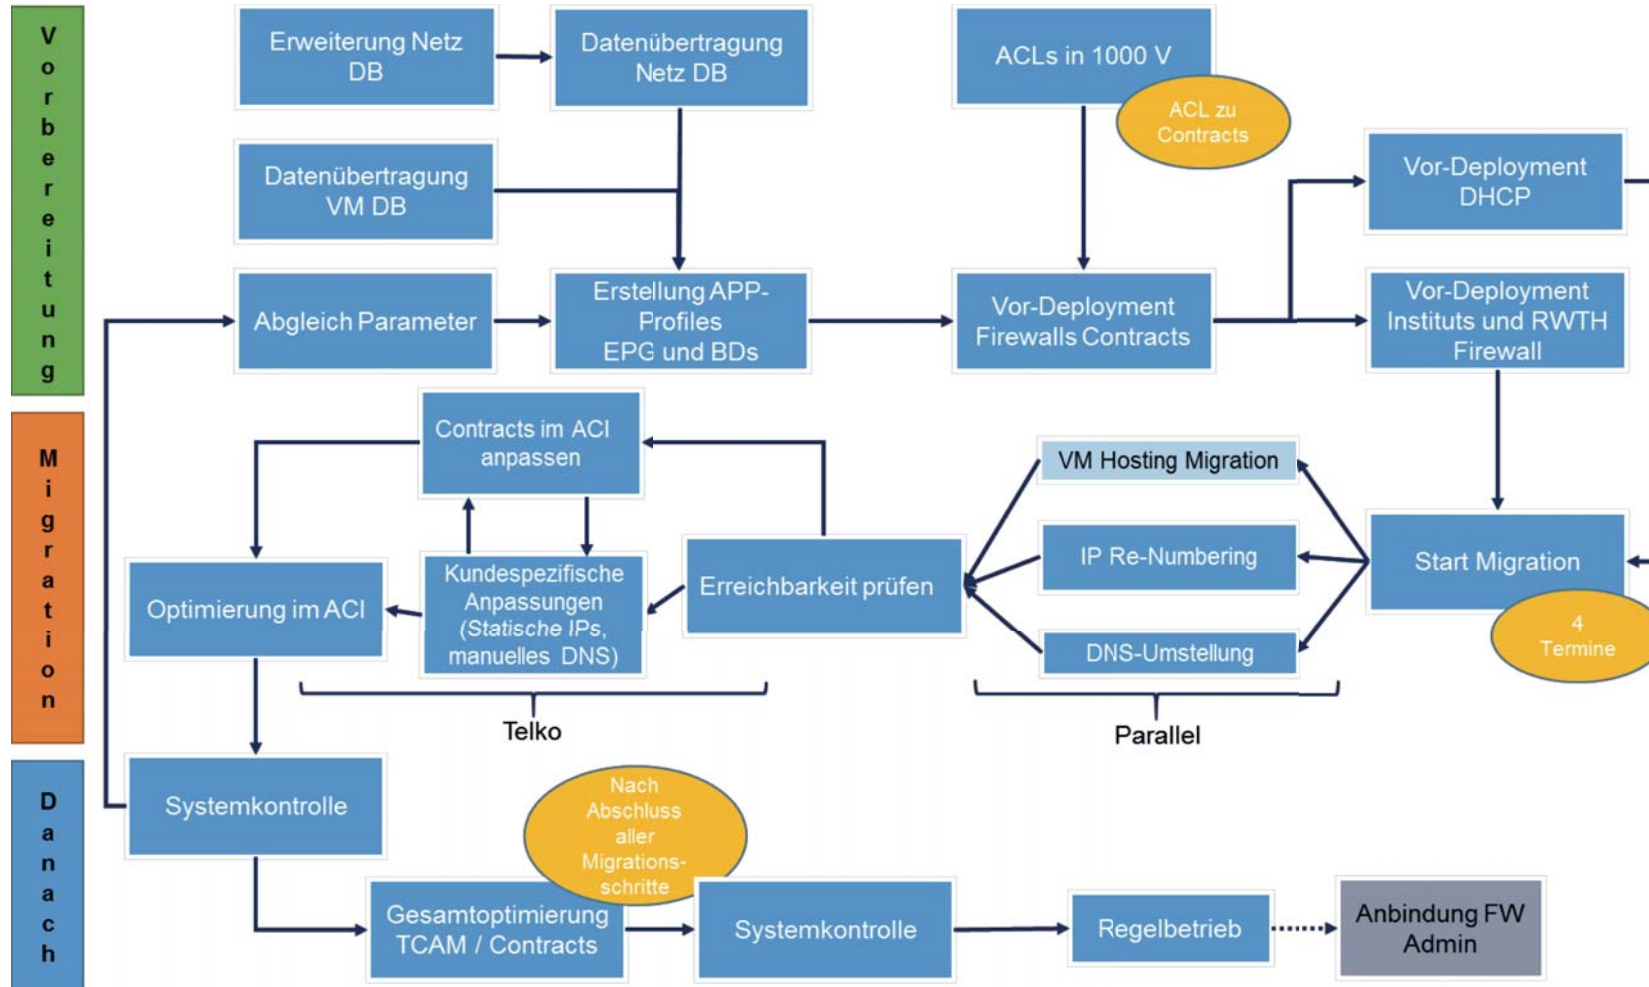 Vorbereitung
Erweiterung Netz
DB
Datenübertragung
Netz DB
ACLs in 1000 V
ACL zu
Contracts
Datenübertragung
VM DB
Vor-Deployment
DHCP
Abgleich Parameter
Erstellung APP-
Profiles
EPG und BDs
Vor-Deployment
Firewalls Contracts
Vor-Deployment
Instituts und RWTH
Firewall
Migration
Contracts im ACI
anpassen
VM Hosting Migration
Optimierung im ACI
Kundespezifische
Anpassungen
(Statische IPs,
manuelles DNS)
Erreichbarkeit prüfen
IP Re-Numbering
Start Migration
DNS-Umstellung
4
Termine
Telko
Parallel
Danach
Systemkontrolle
Nach
Abschluss
aller
Migrations-
schritte
Gesamtoptimierung
TCAM / Contracts
Systemkontrolle
Regelbetrieb
Anbindung FW
Admin